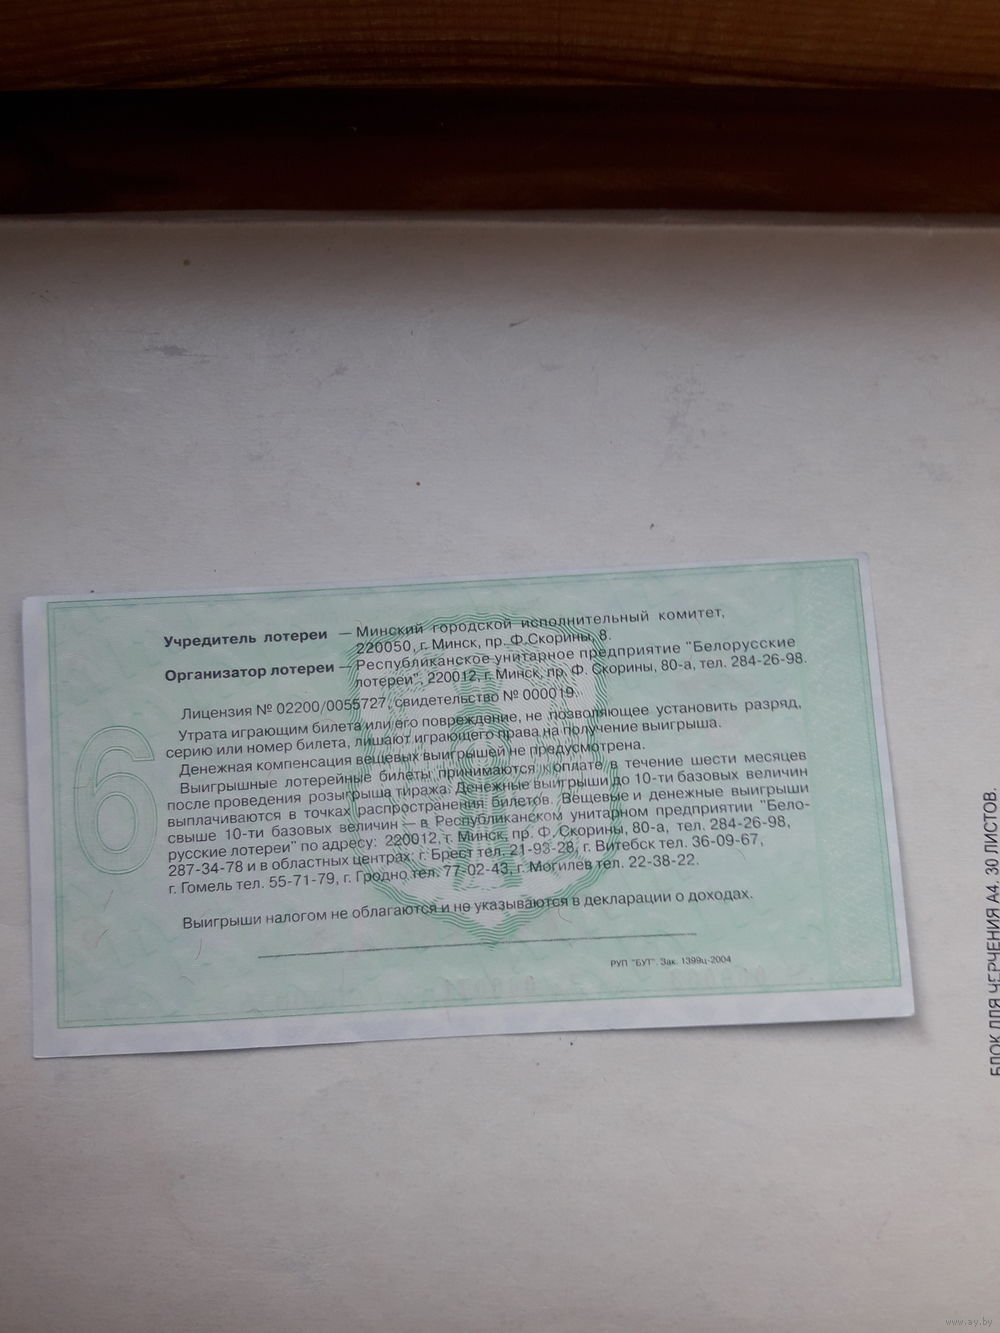 Учредитель лотереи — Минский городской исполнительный комитет,
220050, г. Минск, пр. Ф.Скорины, 8.
Организатор лотереи — Республиканское унитарное предприятие "Белорусские
лотереи", 220012, г. Минск, пр. Ф. Скорины, 80-а, тел. 284-26-98.
Лицензия № 02200/0055727, свидетельство № 000019.
Утрата играющим билета или его повреждение, не позволяющее установить разряд,
серию или номер билета, лишают играющего права на получение выигрыша.
Денежная компенсация вещевых выигрышей не предусмотрена.
Выигрышные лотерейные билеты принимаются к оплате в течение шести месяцев
после проведения розыгрыша тиража. Денежные выигрыши до 10-ти базовых величин
выплачиваются в точках распространения билетов. Вещевые и денежные выигрыши
свыше 10-ти базовых величин — в Республиканском унитарном предприятии "Бело-
русские лотереи" по адресу: 220012, г. Минск, пр. Ф. Скорины, 80-а, тел. 284-26-98,
287-34-78 и в областных центрах: г. Брест тел. 21-93-28, г. Витебск тел. 36-09-67,
г. Гомель тел. 55-71-79, г. Гродно тел. 77-02-43, г. Могилев тел. 22-38-22.
Выигрыши налогом не облагаются и не указываются в декларации о доходах.
РУП "БУТ". Зак. 1399ц-2004
6
БЛОК ДЛЯ ЧЕРЧЕНИЯ А4. 30 ЛИСТОВ.
www.ay.by